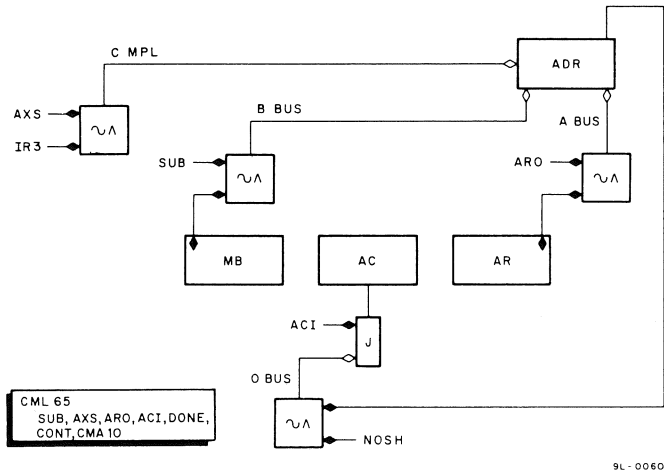 C MPL
ADR
AXS
∿∧
IR3
B BUS
A BUS
SUB
∿∧
ARO
∿∧
MB
AC
AR
ACI
J
O BUS
∿∧
NOSH
CML 65
SUB, AXS, ARO, ACI, DONE,
CONT, CMA 10
9L-0060